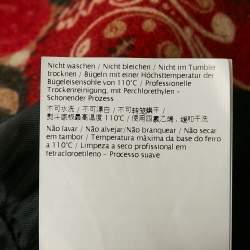 Nicht waschen / Nicht bleichen / Nicht im Tumbler
trocknen / Bügeln mit einer Höchsttemperatur der
Bügeleisensohle von 110°C / Professionelle
Trockenreinigung, mit Perchlorethylen -
Schonender Prozess
不可水洗 / 不可漂白 / 不可转笼烘干 /
熨斗底板最高温度 110℃ / 使用四氯乙烯，缓和干洗
Não lavar / Não alvejar/Não branquear / Não secar
em tambor / Temperatura máxima da base do ferro
a 110°C / Limpeza a seco profissional em
tetracloroetileno - Processo suave